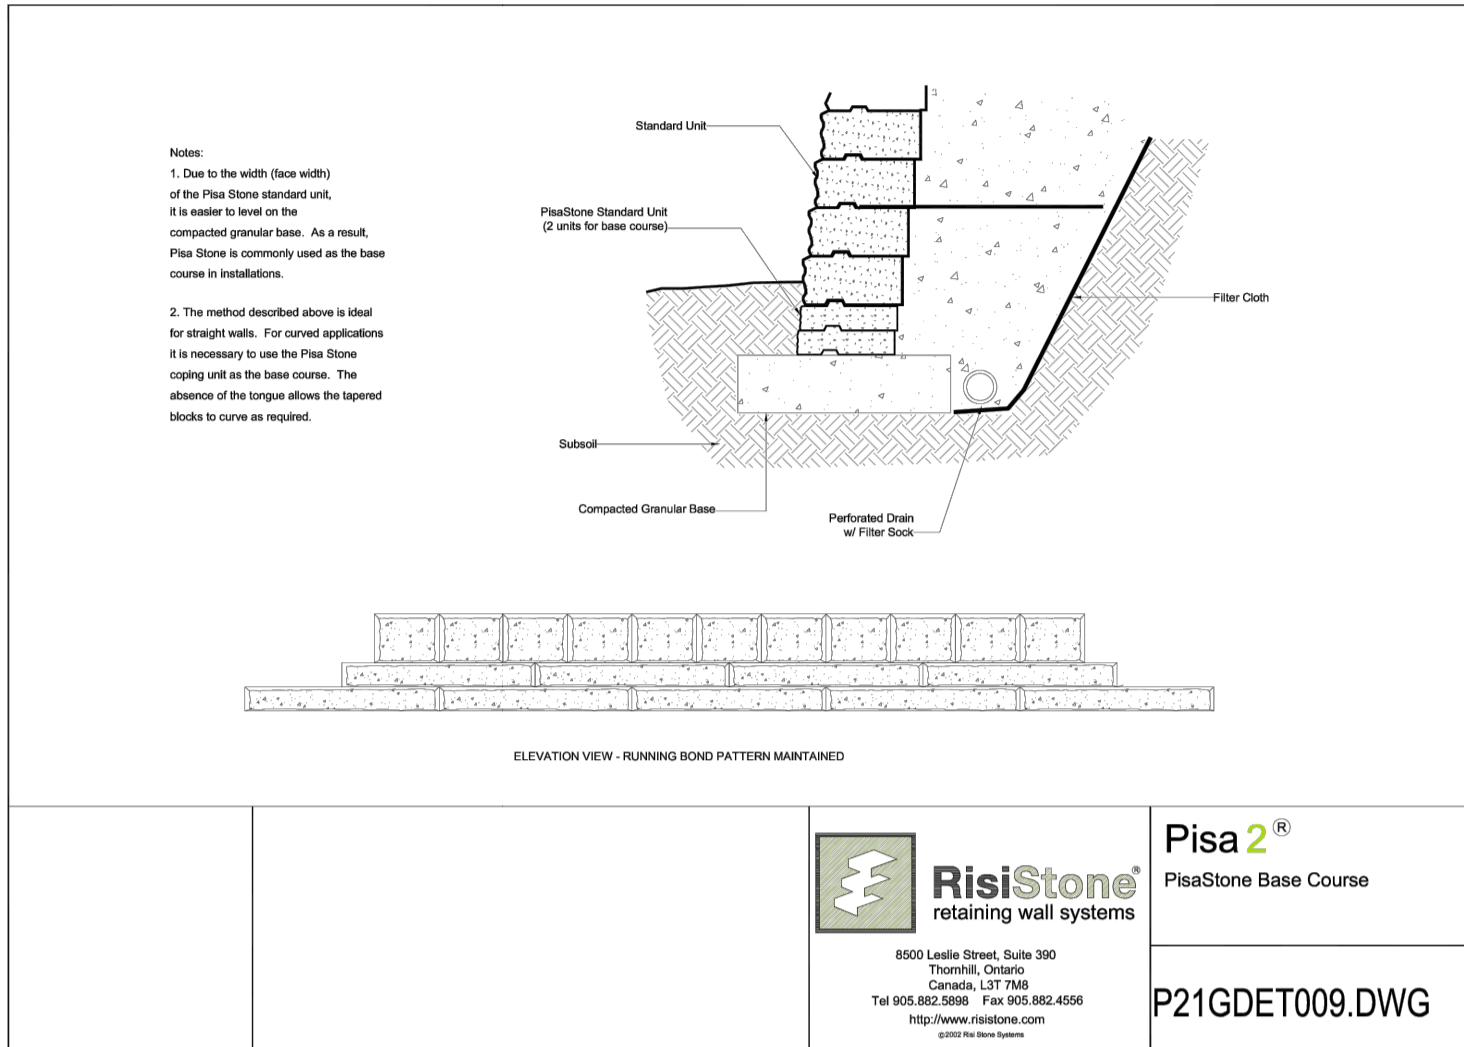 Notes:
1. Due to the width (face width)
of the Pisa Stone standard unit,
it is easier to level on the
compacted granular base.  As a result,
Pisa Stone is commonly used as the base
course in installations.
2. The method described above is ideal
for straight walls.  For curved applications
it is necessary to use the Pisa Stone
coping unit as the base course.  The
absence of the tongue allows the tapered
blocks to curve as required.
Standard Unit
PisaStone Standard Unit
(2 units for base course)
Filter Cloth
Subsoil
Compacted Granular Base
Perforated Drain
w/ Filter Sock
ELEVATION VIEW - RUNNING BOND PATTERN MAINTAINED
RisiStone®
retaining wall systems
8500 Leslie Street, Suite 390
Thornhill, Ontario
Canada, L3T 7M8
Tel 905.882.5898   Fax 905.882.4556
http://www.risistone.com
©2002 Risi Stone Systems
Pisa 2®
PisaStone Base Course
P21GDET009.DWG